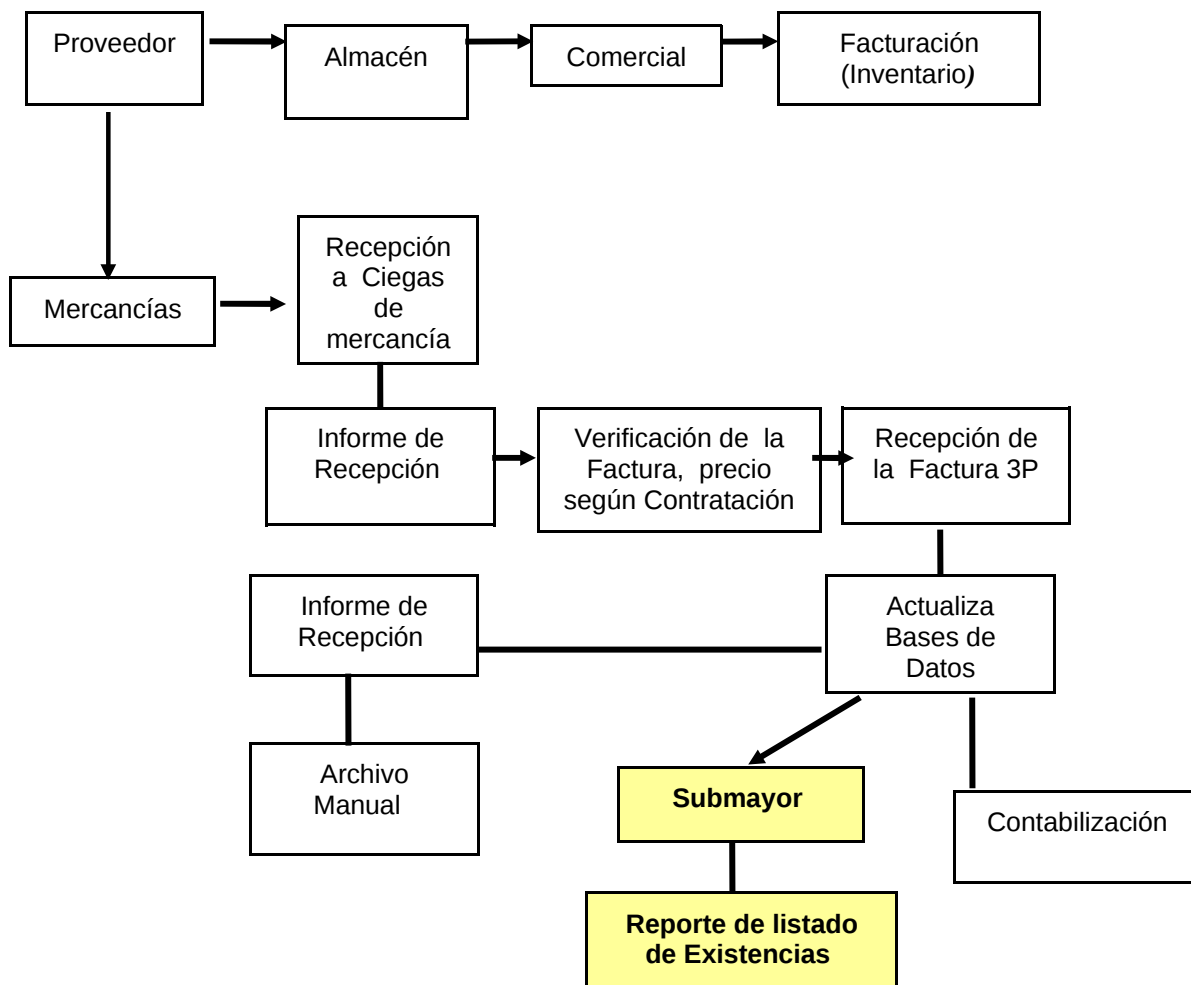 Proveedor
Almacén
Comercial
Facturación
(Inventario)
Recepción
a Ciegas
de
mercancía
Mercancías
Informe de
Recepción
Verificación de la
Factura, precio
según Contratación
Recepción de
la Factura 3P
Informe de
Recepción
Actualiza
Bases de
Datos
Archivo
Manual
Submayor
Contabilización
Reporte de listado
de Existencias